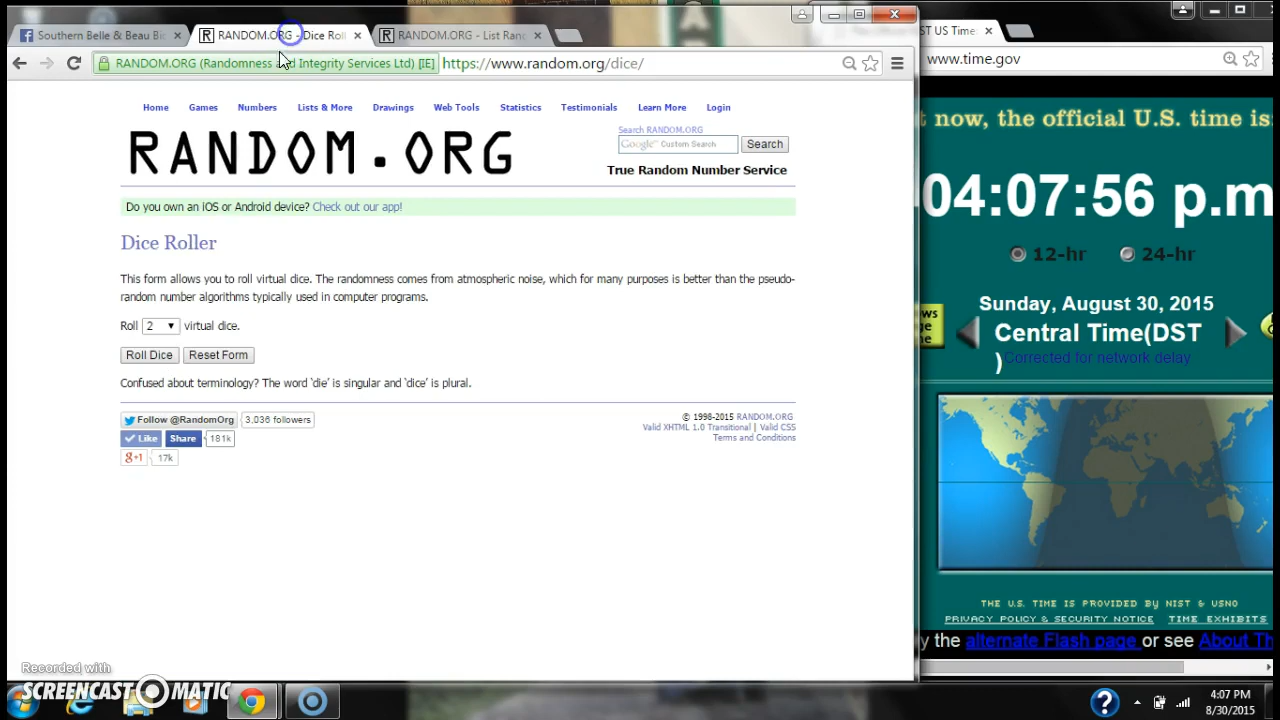 Southern Belle & Beau B
RANDOM.ORG - Dice Roll
RANDOM.ORG - List Ran
ST US Time
RANDOM.ORG (Randomness and Integrity Services Ltd) [IE]
https://www.random.org/dice/
www.time.gov
Home Games Numbers Lists & More Drawings Web Tools Statistics Testimonials Learn More Login
RANDOM.ORG
Search RANDOM.ORG
Google™ Custom Search
Search
True Random Number Service
Do you own an iOS or Android device? Check out our app!
Dice Roller
This form allows you to roll virtual dice. The randomness comes from atmospheric noise, which for many purposes is better than the pseudo-
random number algorithms typically used in computer programs.
Roll 2 virtual dice.
Roll Dice Reset Form
Confused about terminology? The word ‘die’ is singular and ‘dice’ is plural.
Follow @RandomOrg 3,036 followers
Like Share 181k
g+1 17k
© 1998-2015 RANDOM.ORG
Valid XHTML 1.0 Transitional | Valid CSS
Terms and Conditions
t now, the official U.S. time is:
04:07:56 p.m
12-hr 24-hr
Sunday, August 30, 2015
Central Time(DST
)Corrected for network delay
THE U.S. TIME IS PROVIDED BY NIST & USNO
PRIVACY POLICY & SECURITY NOTICE TIME EXHIBITS
y the alternate Flash page or see About Th
Recorded with
SCREENCAST-O-MATIC
4:07 PM
8/30/2015